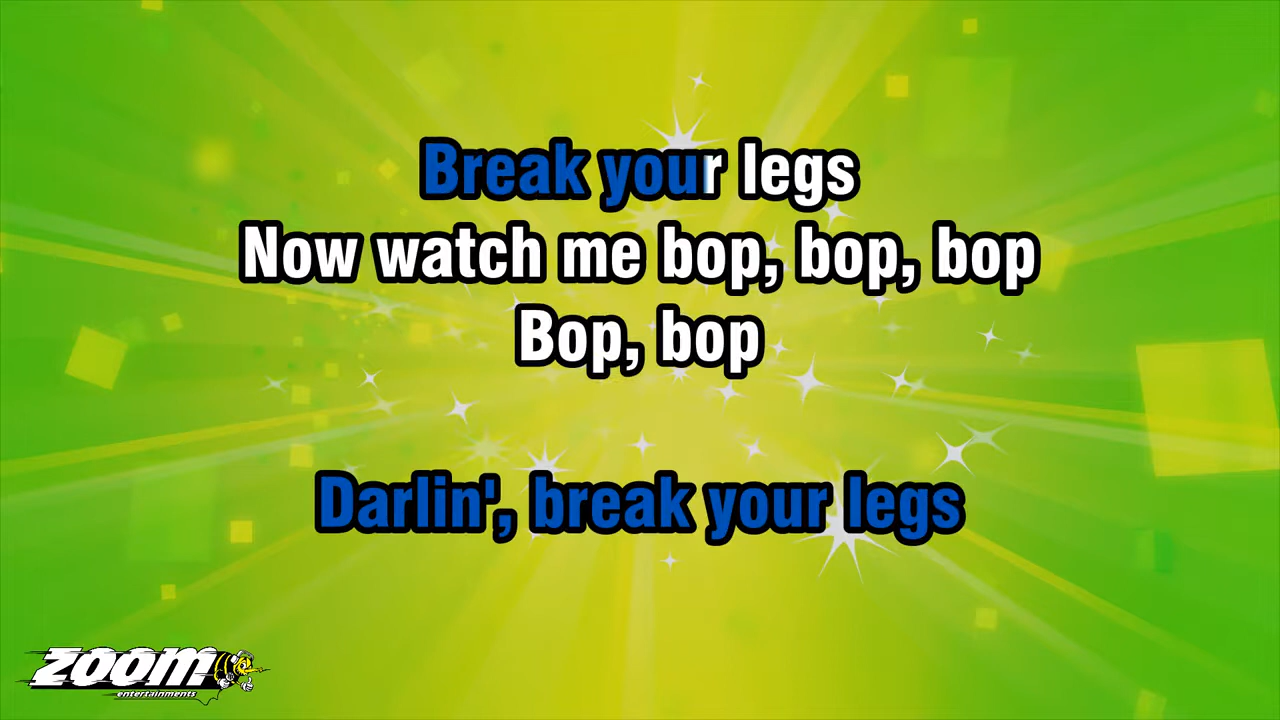 Break your legs
Now watch me bop, bop, bop
Bop, bop
Darlin', break your legs
zoom
entertainments